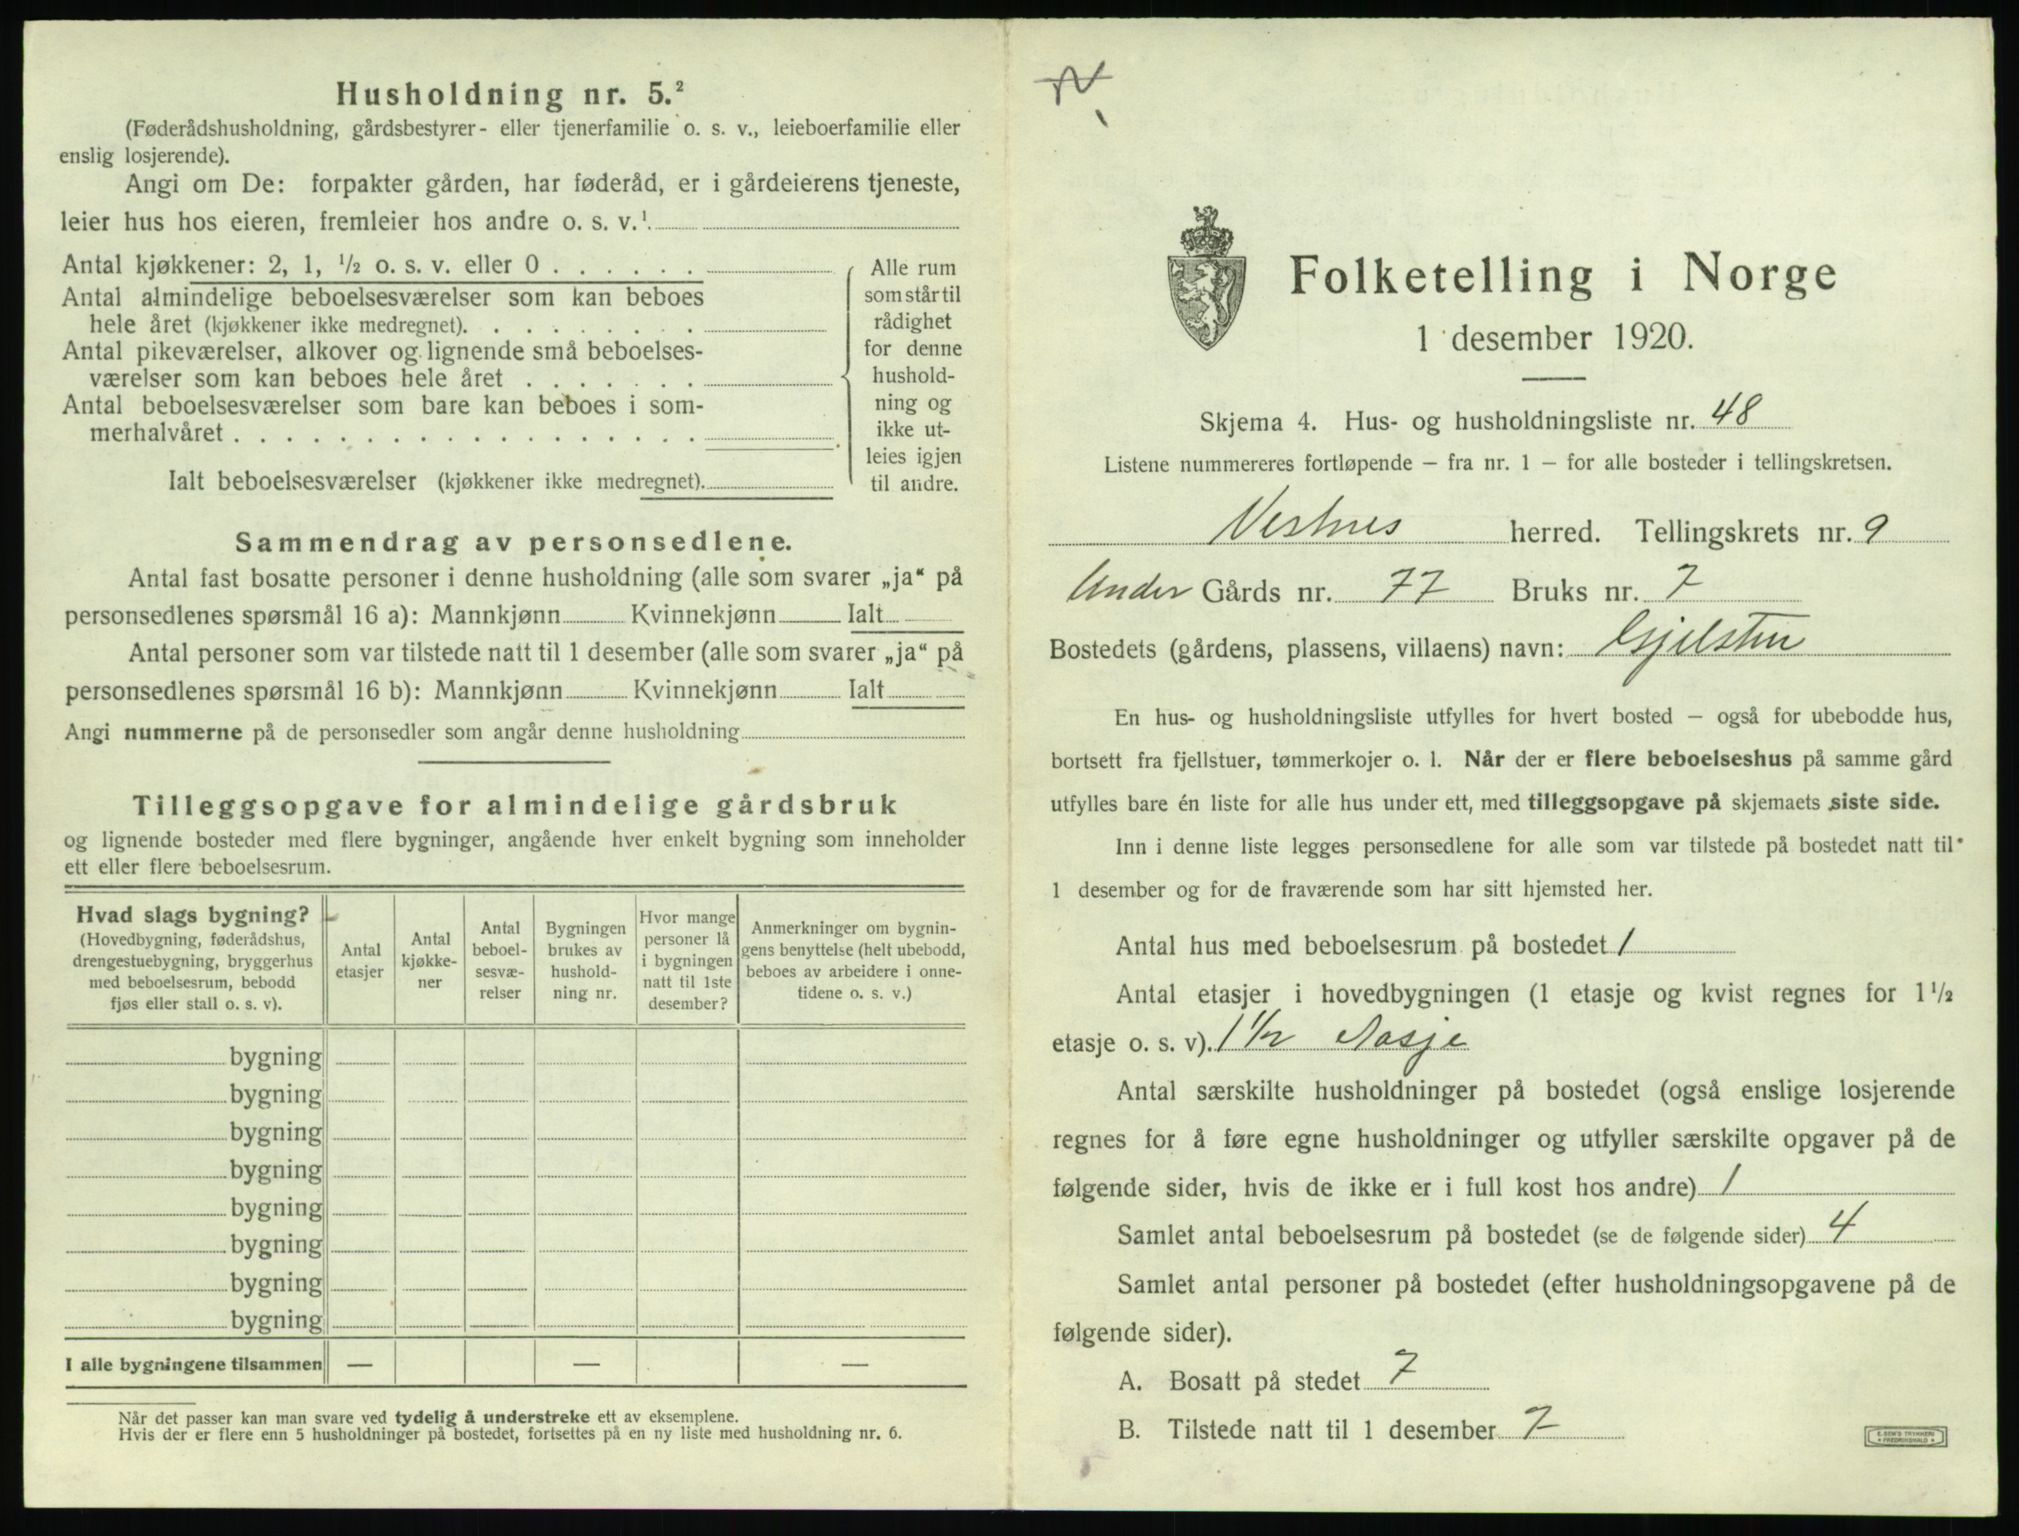 Husholdning nr. 5.²
(Føderådshusholdning, gårdsbestyrer- eller tjenerfamilie o. s. v., leieboerfamilie eller
enslig losjerende).
Angi om De: forpakter gården, har føderåd, er i gårdeierens tjeneste,
leier hus hos eieren, fremleier hos andre o. s. v.¹
Antal kjøkkener: 2, 1, ½ o. s. v. eller 0
Antal almindelige beboelsesværelser som kan beboes
hele året (kjøkkener ikke medregnet).
Antal pikeværelser, alkover og lignende små beboelses-
værelser som kan beboes hele året
Antal beboelsesværelser som bare kan beboes i som-
merhalvåret
Ialt beboelsesværelser (kjøkkener ikke medregnet).
Alle rum
som står til
rådighet
for denne
hushold-
ning og
ikke ut-
leies igjen
til andre.
Sammendrag av personsedlene.
Antal fast bosatte personer i denne husholdning (alle som svarer „ja“ på
personsedlenes spørsmål 16 a): Mannkjønn Kvinnekjønn Ialt
Antal personer som var tilstede natt til 1 desember (alle som svarer „ja“ på
personsedlenes spørsmål 16 b): Mannkjønn Kvinnekjønn Ialt
Angi nummerne på de personsedler som angår denne husholdning
Tilleggsopgave for almindelige gårdsbruk
og lignende bosteder med flere bygninger, angående hver enkelt bygning som inneholder
ett eller flere beboelsesrum.
Hvad slags bygning?
(Hovedbygning, føderådshus,
drengestuebygning, bryggerhus
med beboelsesrum, bebodd
fjøs eller stall o. s. v).
Antal
etasjer
Antal
kjøkke-
ner
Antal
beboel-
sesvæ-
relser
Bygningen
brukes av
hushold-
ning nr.
Hvor mange
personer lå
i bygningen
natt til 1ste
desember?
Anmerkninger om bygnin-
gens benyttelse (helt ubebodd,
beboes av arbeidere i onne-
tidene o. s. v.)
bygning
bygning
bygning
bygning
bygning
bygning
bygning
bygning
I alle bygningene tilsammen — — —
Når det passer kan man svare ved tydelig å understreke ett av eksemplene.
Hvis der er flere enn 5 husholdninger på bostedet, fortsettes på en ny liste med husholdning nr. 6.
Folketelling i Norge
1 desember 1920.
Skjema 4. Hus- og husholdningsliste nr. 48
Listene nummereres fortløpende – fra nr. 1 – for alle bosteder i tellingskretsen.
Vestnes herred. Tellingskrets nr. 9
Under Gårds nr. 77 Bruks nr. 7
Bostedets (gårdens, plassens, villaens) navn: Gjelsten
En hus- og husholdningsliste utfylles for hvert bosted – også for ubebodde hus,
bortsett fra fjellstuer, tømmerkojer o. l. Når der er flere beboelseshus på samme gård
utfylles bare én liste for alle hus under ett, med tilleggsopgave på skjemaets siste side.
Inn i denne liste legges personsedlene for alle som var tilstede på bostedet natt til
1 desember og for de fraværende som har sitt hjemsted her.
Antal hus med beboelsesrum på bostedet 1
Antal etasjer i hovedbygningen (1 etasje og kvist regnes for 1½
etasje o. s. v). 1½ etasje
Antal særskilte husholdninger på bostedet (også enslige losjerende
regnes for å føre egne husholdninger og utfyller særskilte opgaver på de
følgende sider, hvis de ikke er i full kost hos andre) 1
Samlet antal beboelsesrum på bostedet (se de følgende sider) 4
Samlet antal personer på bostedet (efter husholdningsopgavene på de
følgende sider).
A. Bosatt på stedet 7
B. Tilstede natt til 1 desember 7
E. SEM'S TRYKKERI
FREDRIKSHALD